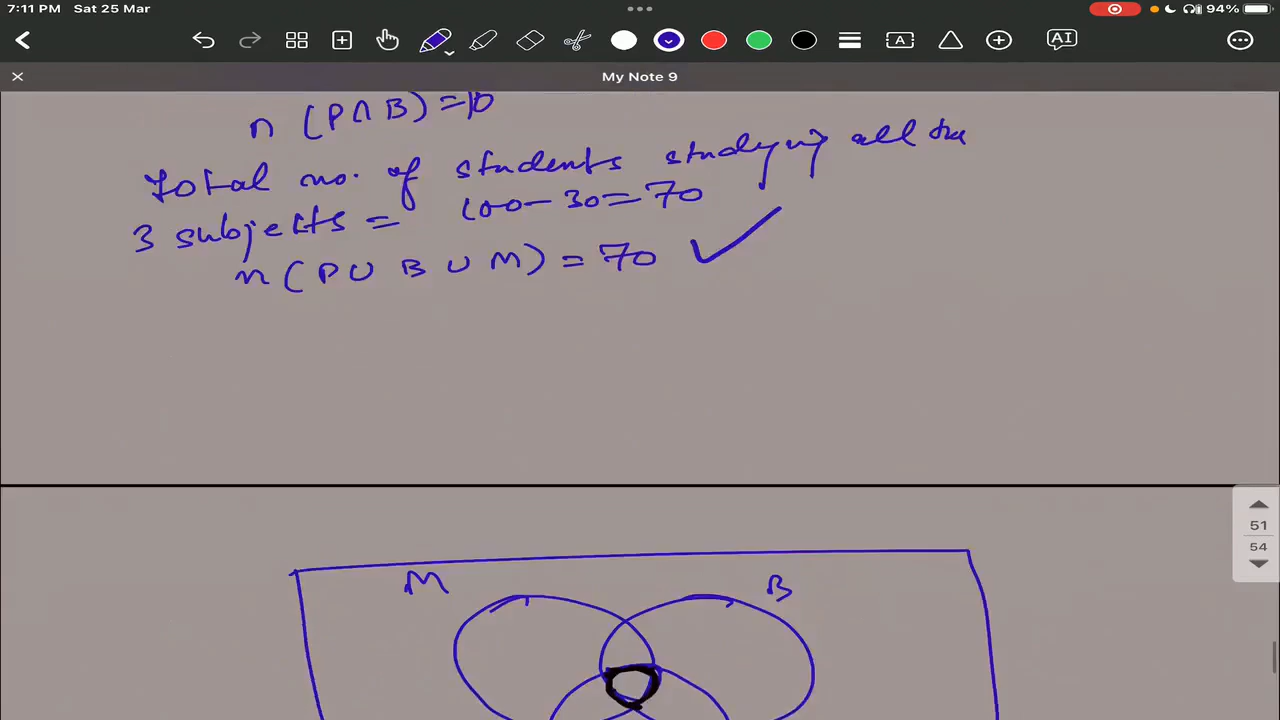 7:11 PM Sat 25 Mar
94%
A
AI
My Note 9
n (P∩B) = 10
Total no. of students studying all the
3 subjects = 100 - 30 = 70
n (P ∪ B ∪ M) = 70 ✓
51
54
M
B